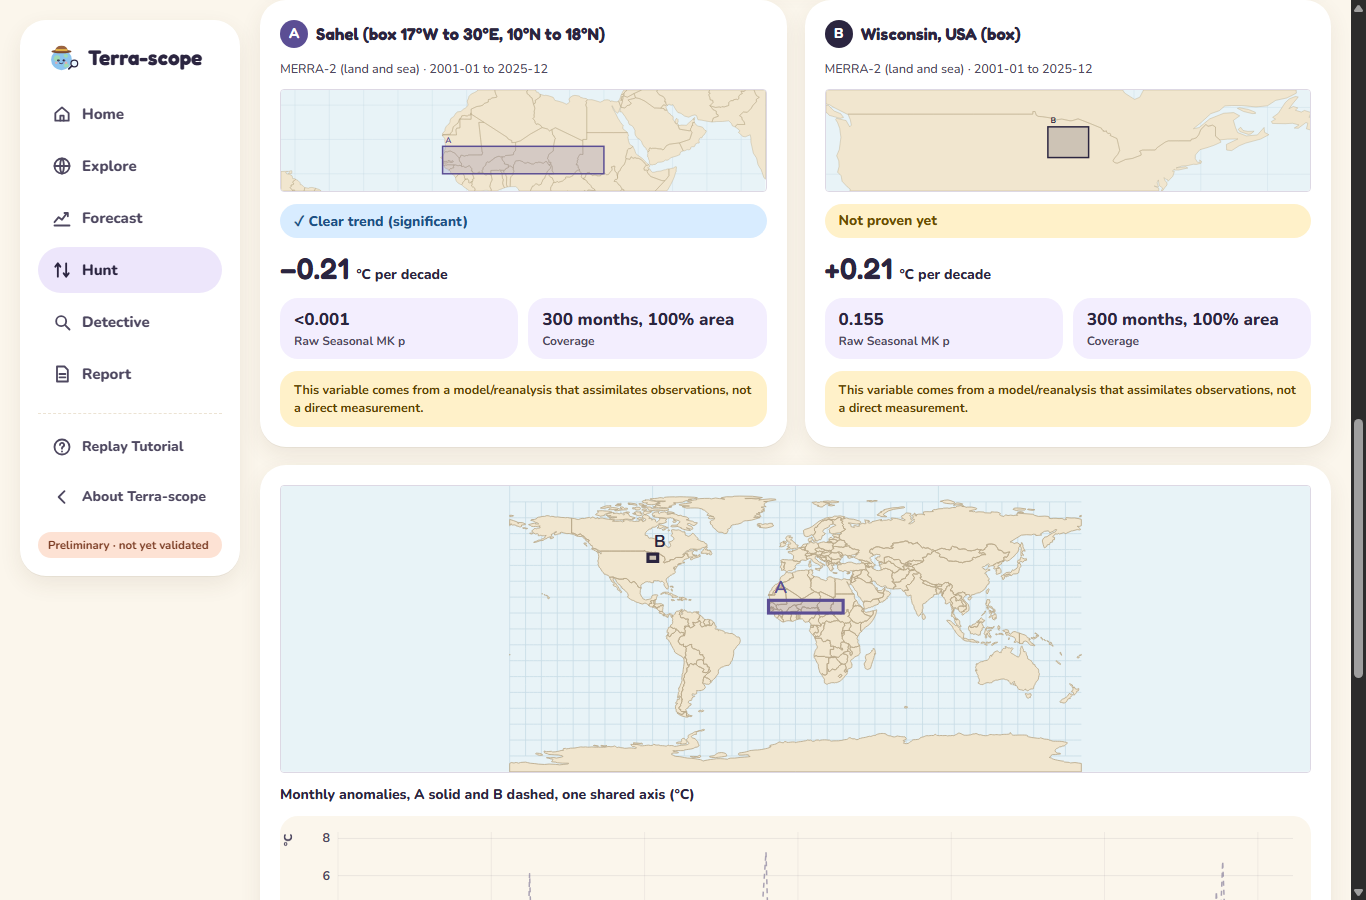 Terra-scope
Home
Explore
Forecast
Hunt
Detective
Report
Replay Tutorial
About Terra-scope
Preliminary · not yet validated
A Sahel (box 17°W to 30°E, 10°N to 18°N)
MERRA-2 (land and sea) · 2001-01 to 2025-12
A
✓ Clear trend (significant)
−0.21 °C per decade
<0.001
Raw Seasonal MK p
300 months, 100% area
Coverage
This variable comes from a model/reanalysis that assimilates observations, not
a direct measurement.
B Wisconsin, USA (box)
MERRA-2 (land and sea) · 2001-01 to 2025-12
B
Not proven yet
+0.21 °C per decade
0.155
Raw Seasonal MK p
300 months, 100% area
Coverage
This variable comes from a model/reanalysis that assimilates observations, not
a direct measurement.
B
A
Monthly anomalies, A solid and B dashed, one shared axis (°C)
°C
8
6